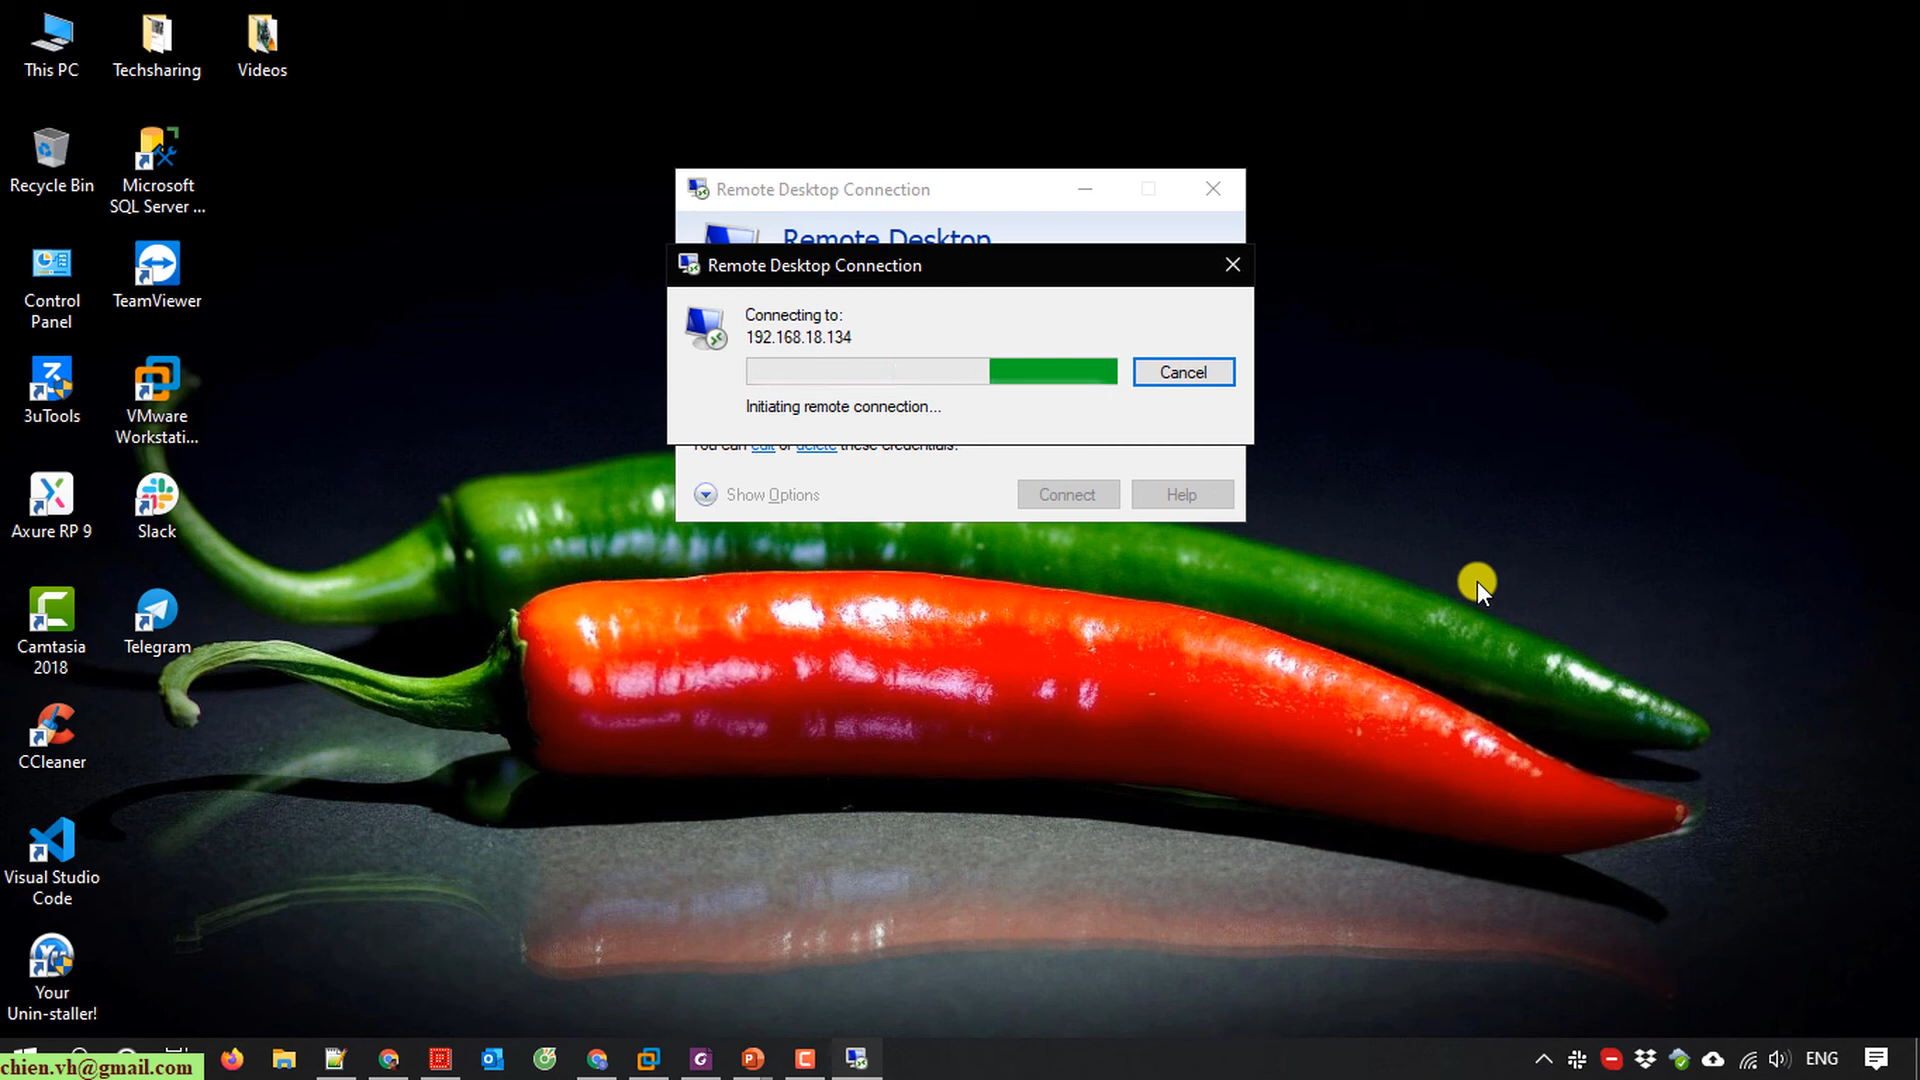 This PC
Techsharing
Videos
Recycle Bin
Microsoft
SQL Server ...
Control
Panel
TeamViewer
3uTools
VMware
Workstati...
Axure RP 9
Slack
Camtasia
2018
Telegram
CCleaner
Visual Studio
Code
Your
Unin-staller!
Remote Desktop Connection
Remote Desktop
Remote Desktop Connection
Connecting to:
192.168.18.134
Cancel
Initiating remote connection...
You can edit or delete these credentials.
Show Options
Connect
Help
chien.vh@gmail.com
ENG